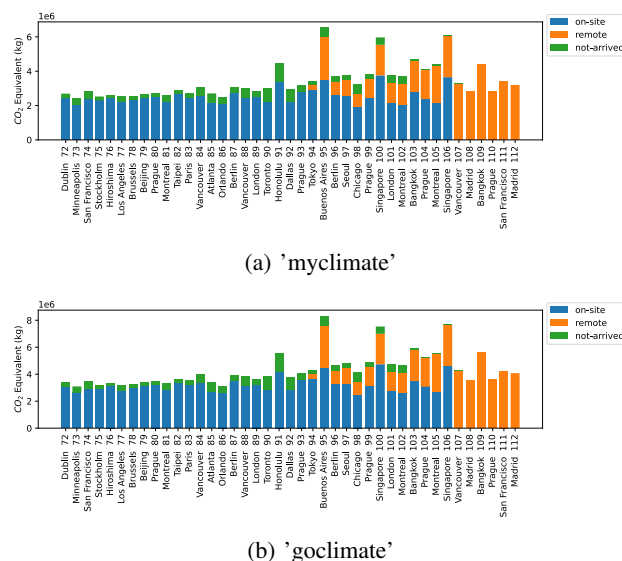 1e6
on-site
remote
not-arrived
CO2 Equivalent (kg)
6
4
2
0
Dublin 72
Minneapolis 73
San Francisco 74
Stockholm 75
Hiroshima 76
Los Angeles 77
Brussels 78
Beijing 79
Prague 80
Montreal 81
Taipei 82
Paris 83
Vancouver 84
Atlanta 85
Orlando 86
Berlin 87
Vancouver 88
London 89
Toronto 90
Honolulu 91
Dallas 92
Prague 93
Tokyo 94
Buenos Aires 95
Berlin 96
Seoul 97
Chicago 98
Prague 99
Singapore 100
London 101
Montreal 102
Bangkok 103
Prague 104
Montreal 105
Singapore 106
Vancouver 107
Madrid 108
Bangkok 109
Prague 110
San Francisco 111
Madrid 112
(a) 'myclimate'
1e6
on-site
remote
not-arrived
CO2 Equivalent (kg)
8
6
4
2
0
Dublin 72
Minneapolis 73
San Francisco 74
Stockholm 75
Hiroshima 76
Los Angeles 77
Brussels 78
Beijing 79
Prague 80
Montreal 81
Taipei 82
Paris 83
Vancouver 84
Atlanta 85
Orlando 86
Berlin 87
Vancouver 88
London 89
Toronto 90
Honolulu 91
Dallas 92
Prague 93
Tokyo 94
Buenos Aires 95
Berlin 96
Seoul 97
Chicago 98
Prague 99
Singapore 100
London 101
Montreal 102
Bangkok 103
Prague 104
Montreal 105
Singapore 106
Vancouver 107
Madrid 108
Bangkok 109
Prague 110
San Francisco 111
Madrid 112
(b) 'goclimate'